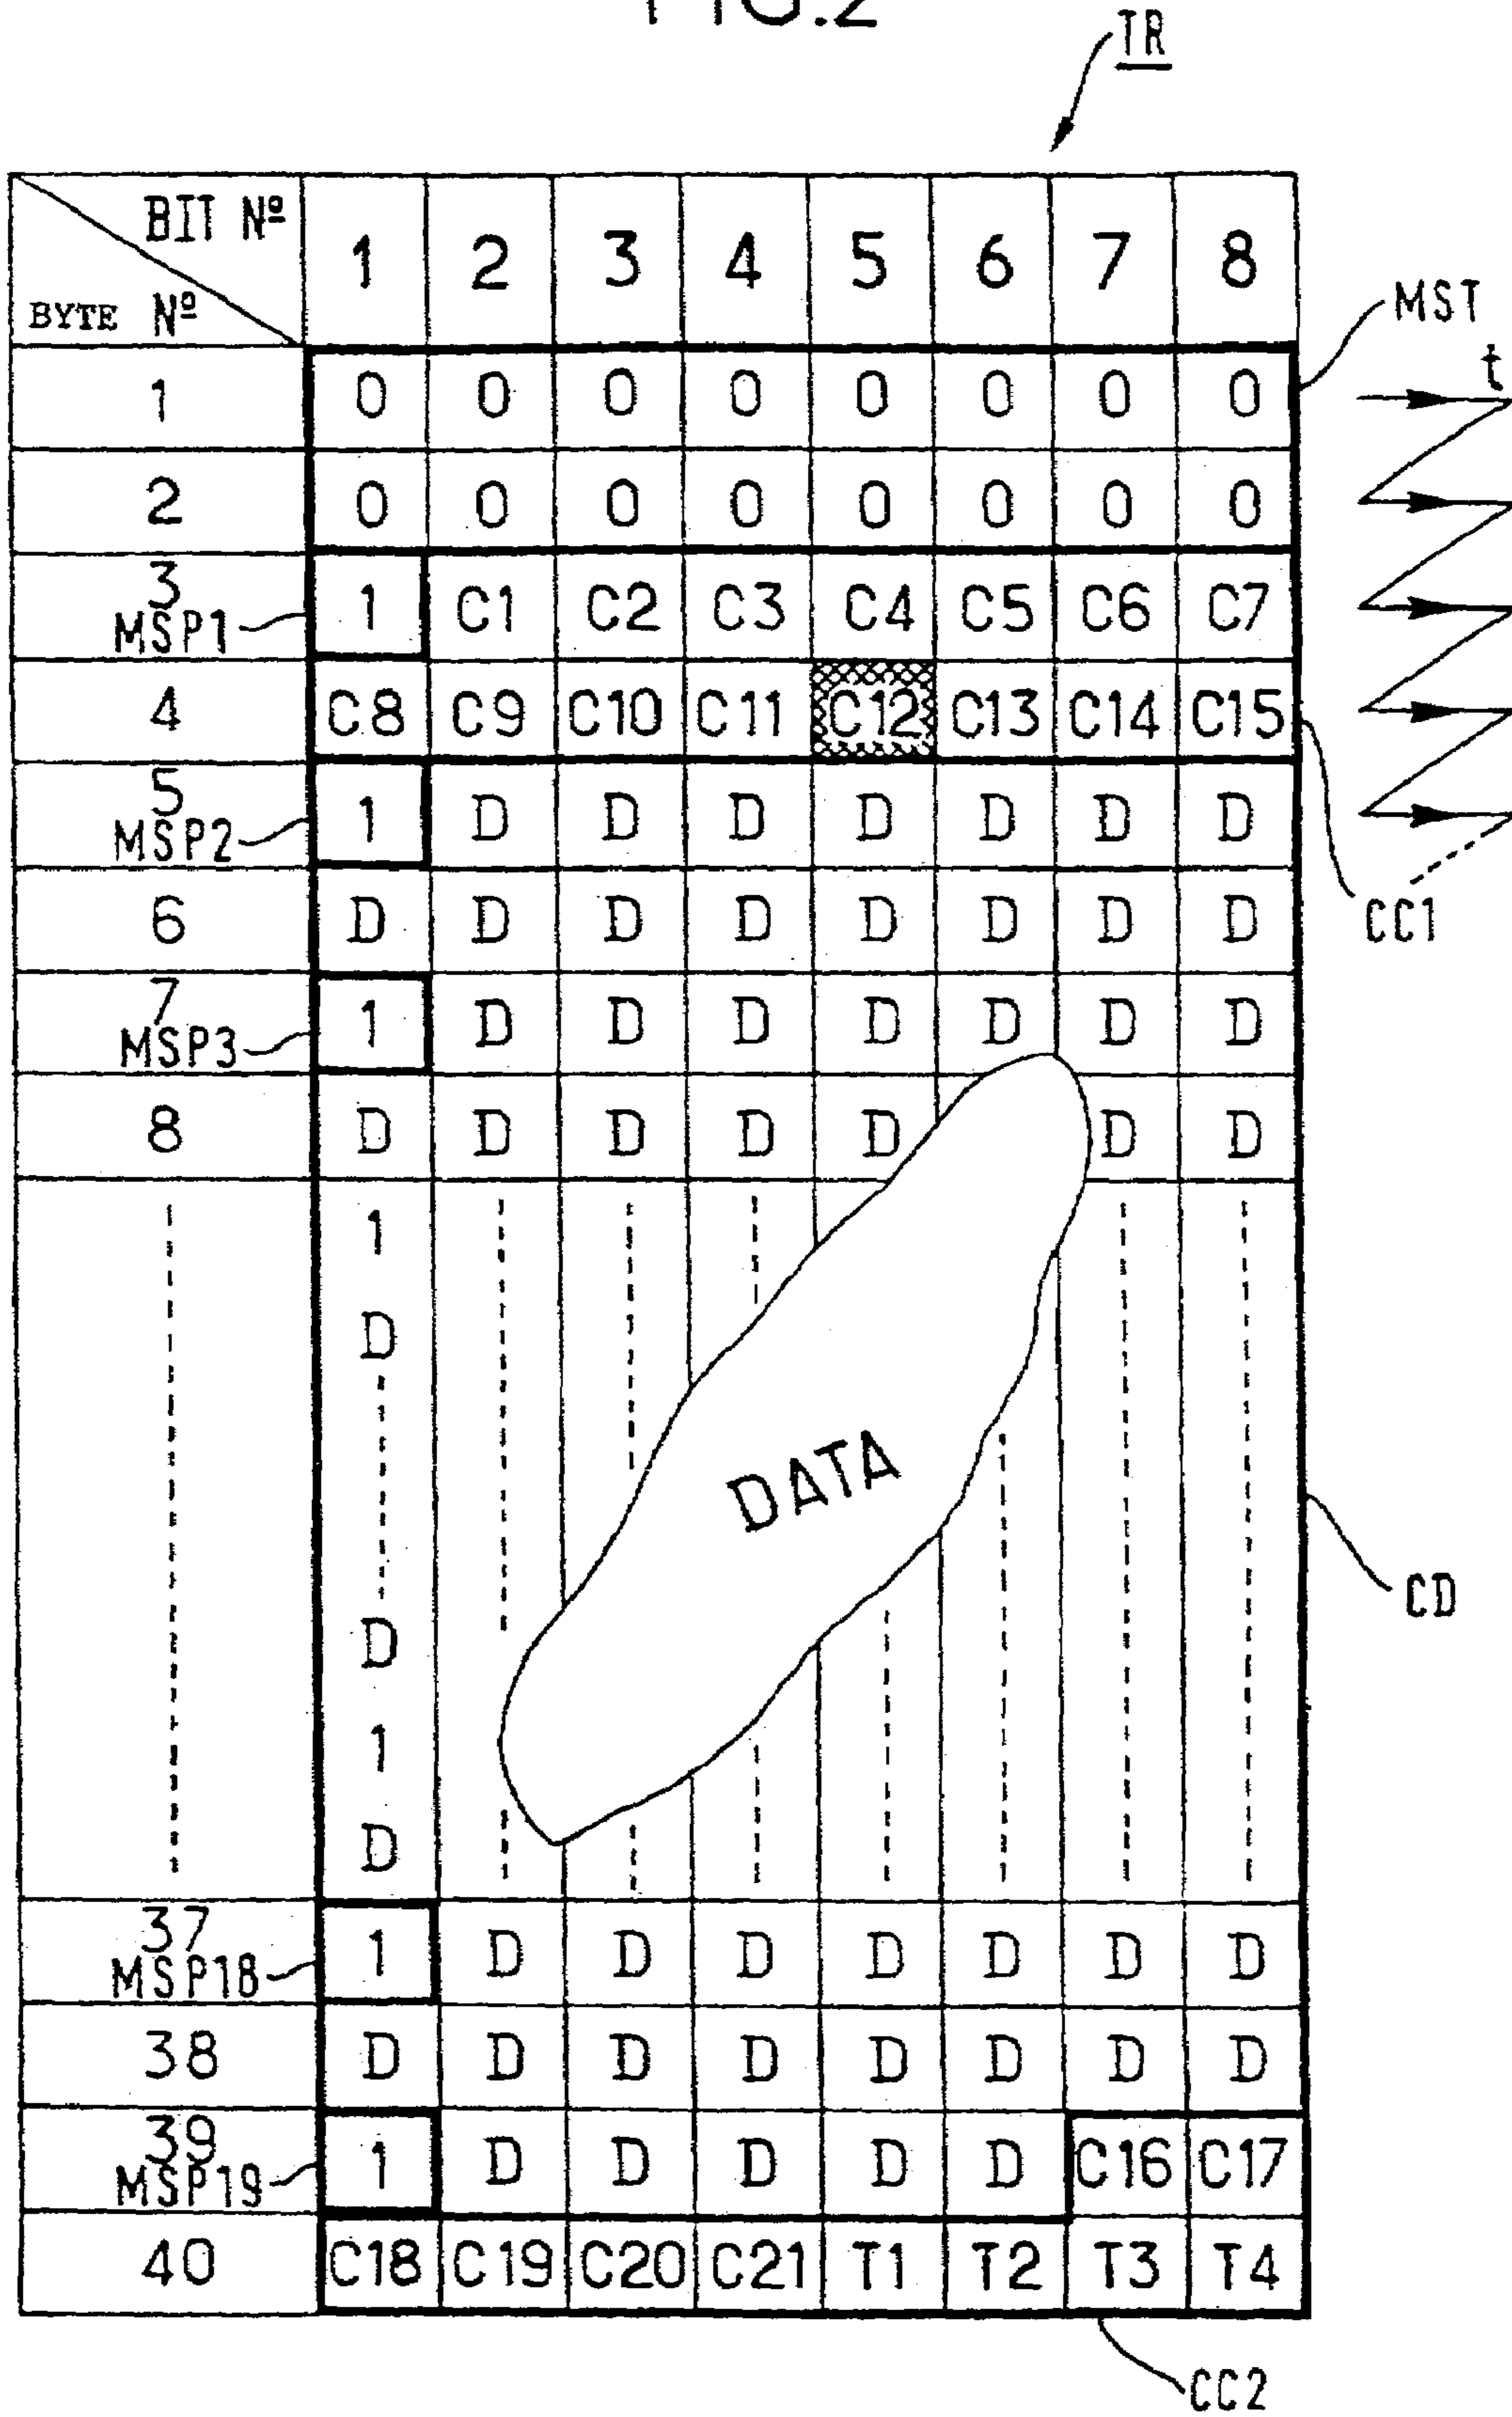 FIG.2
TR
BIT Nº 1 2 3 4 5 6 7 8
BYTE Nº
MST
t
1 0 0 0 0 0 0 0 0
2 0 0 0 0 0 0 0 0
3 1 C1 C2 C3 C4 C5 C6 C7
MSP1
4 C8 C9 C10 C11 C12 C13 C14 C15
5 1 D D D D D D D
MSP2
6 D D D D D D D D
CC1
7 1 D D D D D D D
MSP3
8 D D D D D D D
1
D
DATA
CD
D
1
D
37 1 D D D D D D D
MSP18
38 D D D D D D D D
39 1 D D D D D C16 C17
MSP19
40 C18 C19 C20 C21 T1 T2 T3 T4
CC2